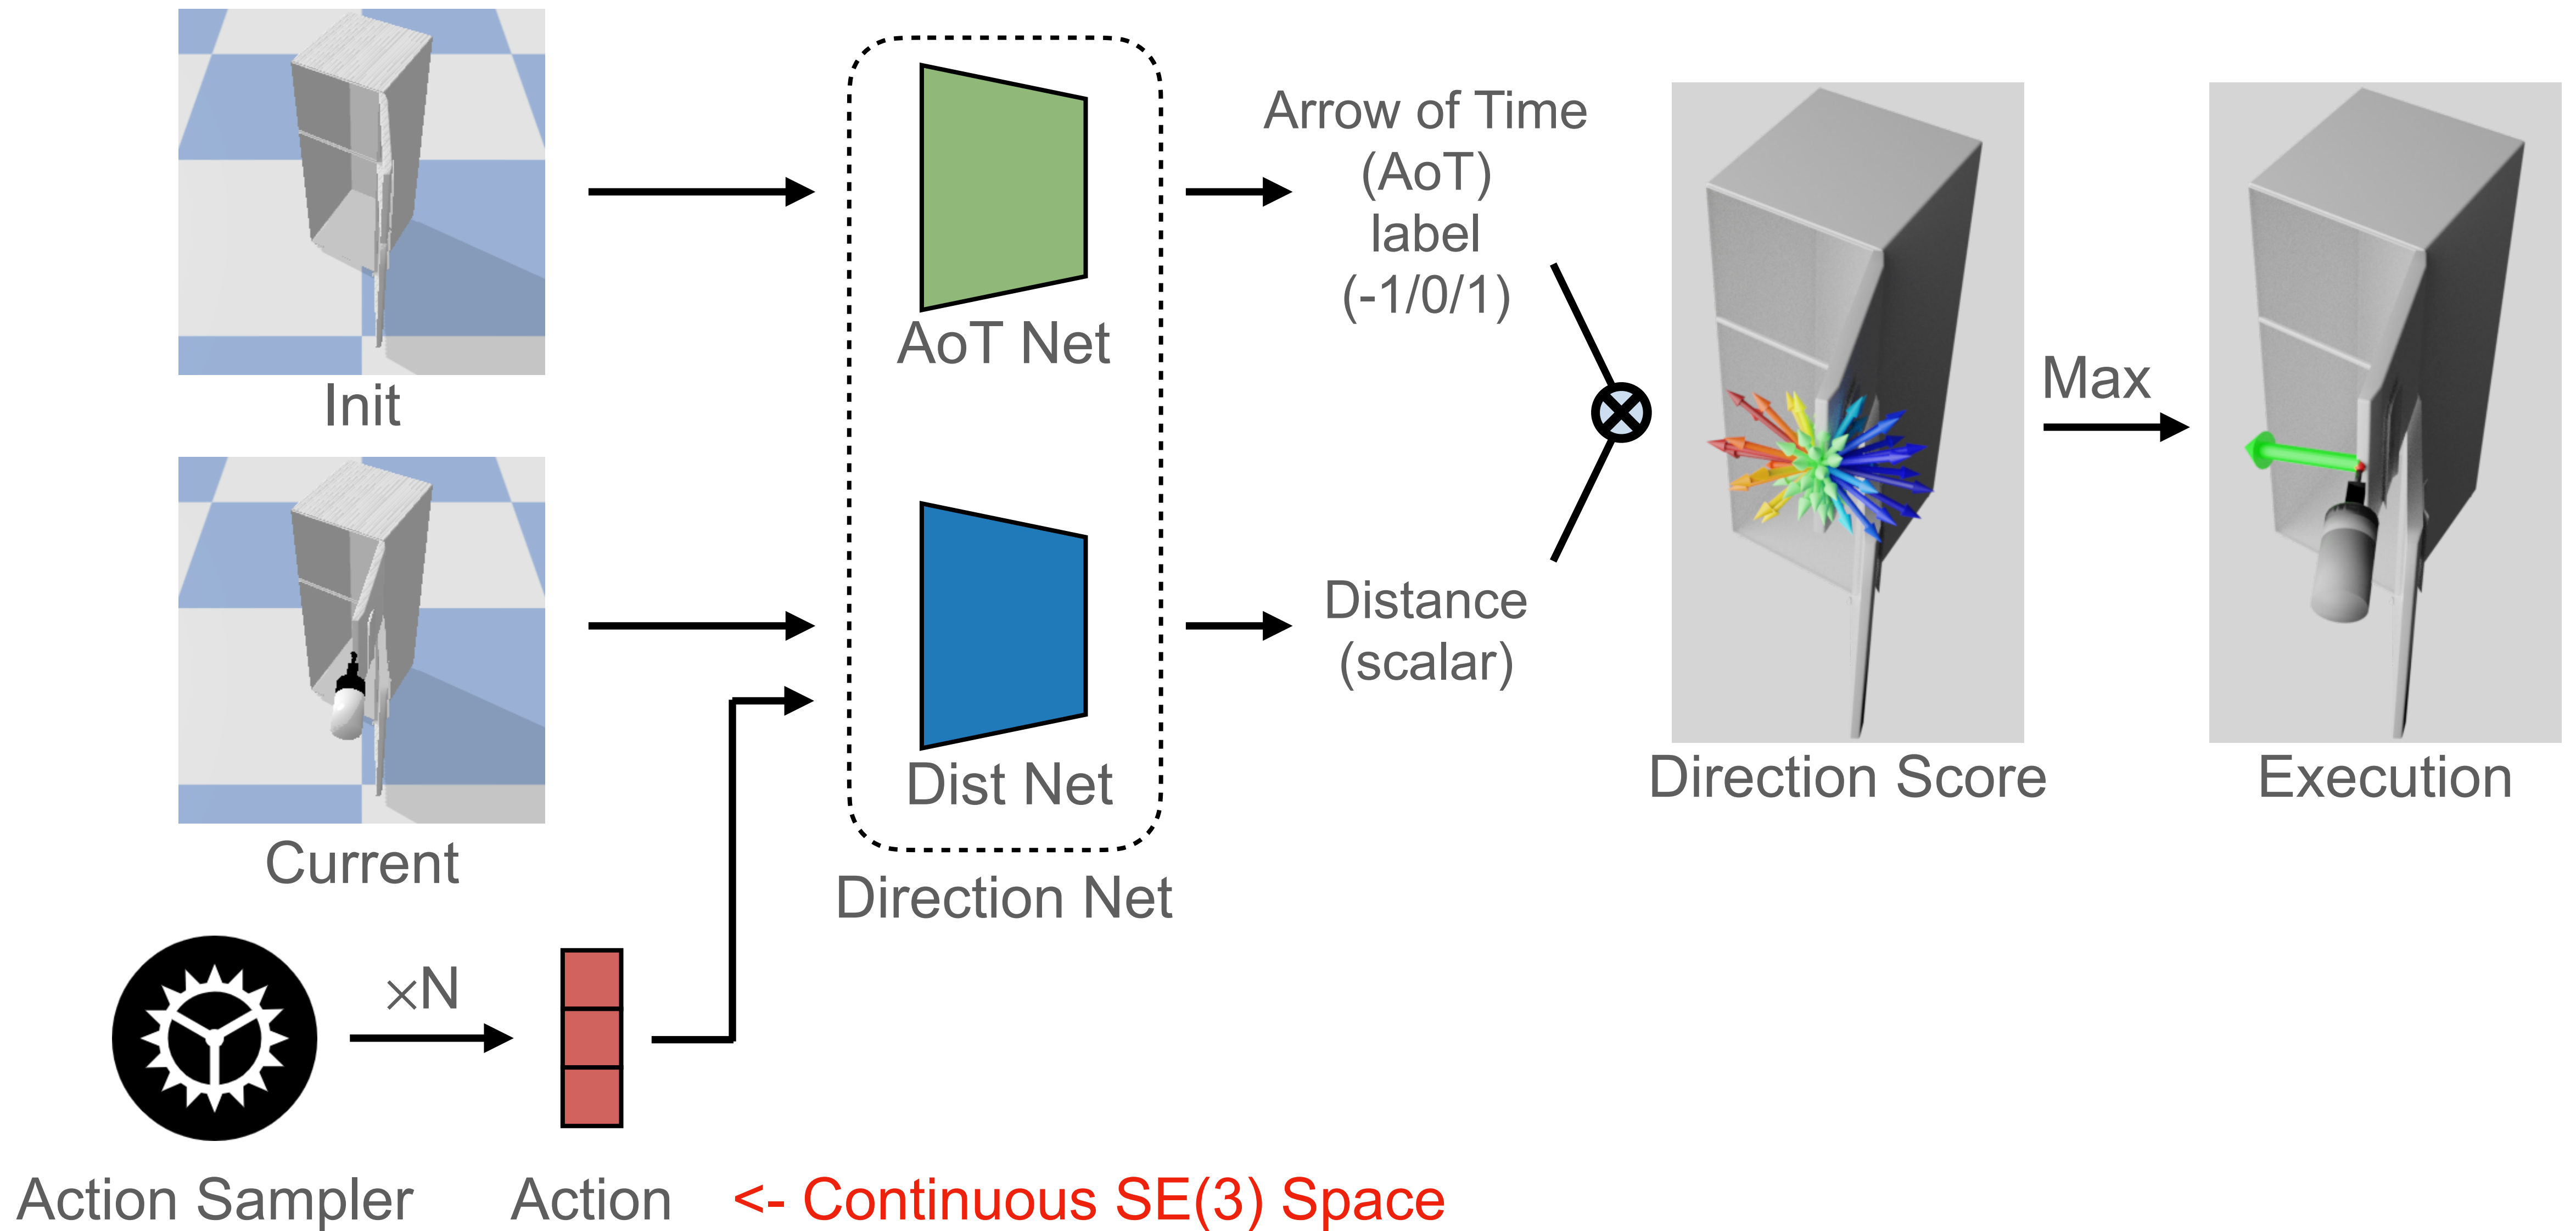 Init
Current
Action Sampler
×N
Action
<- Continuous SE(3) Space
AoT Net
Dist Net
Direction Net
Arrow of Time
(AoT)
label
(-1/0/1)
Distance
(scalar)
Direction Score
Max
Execution